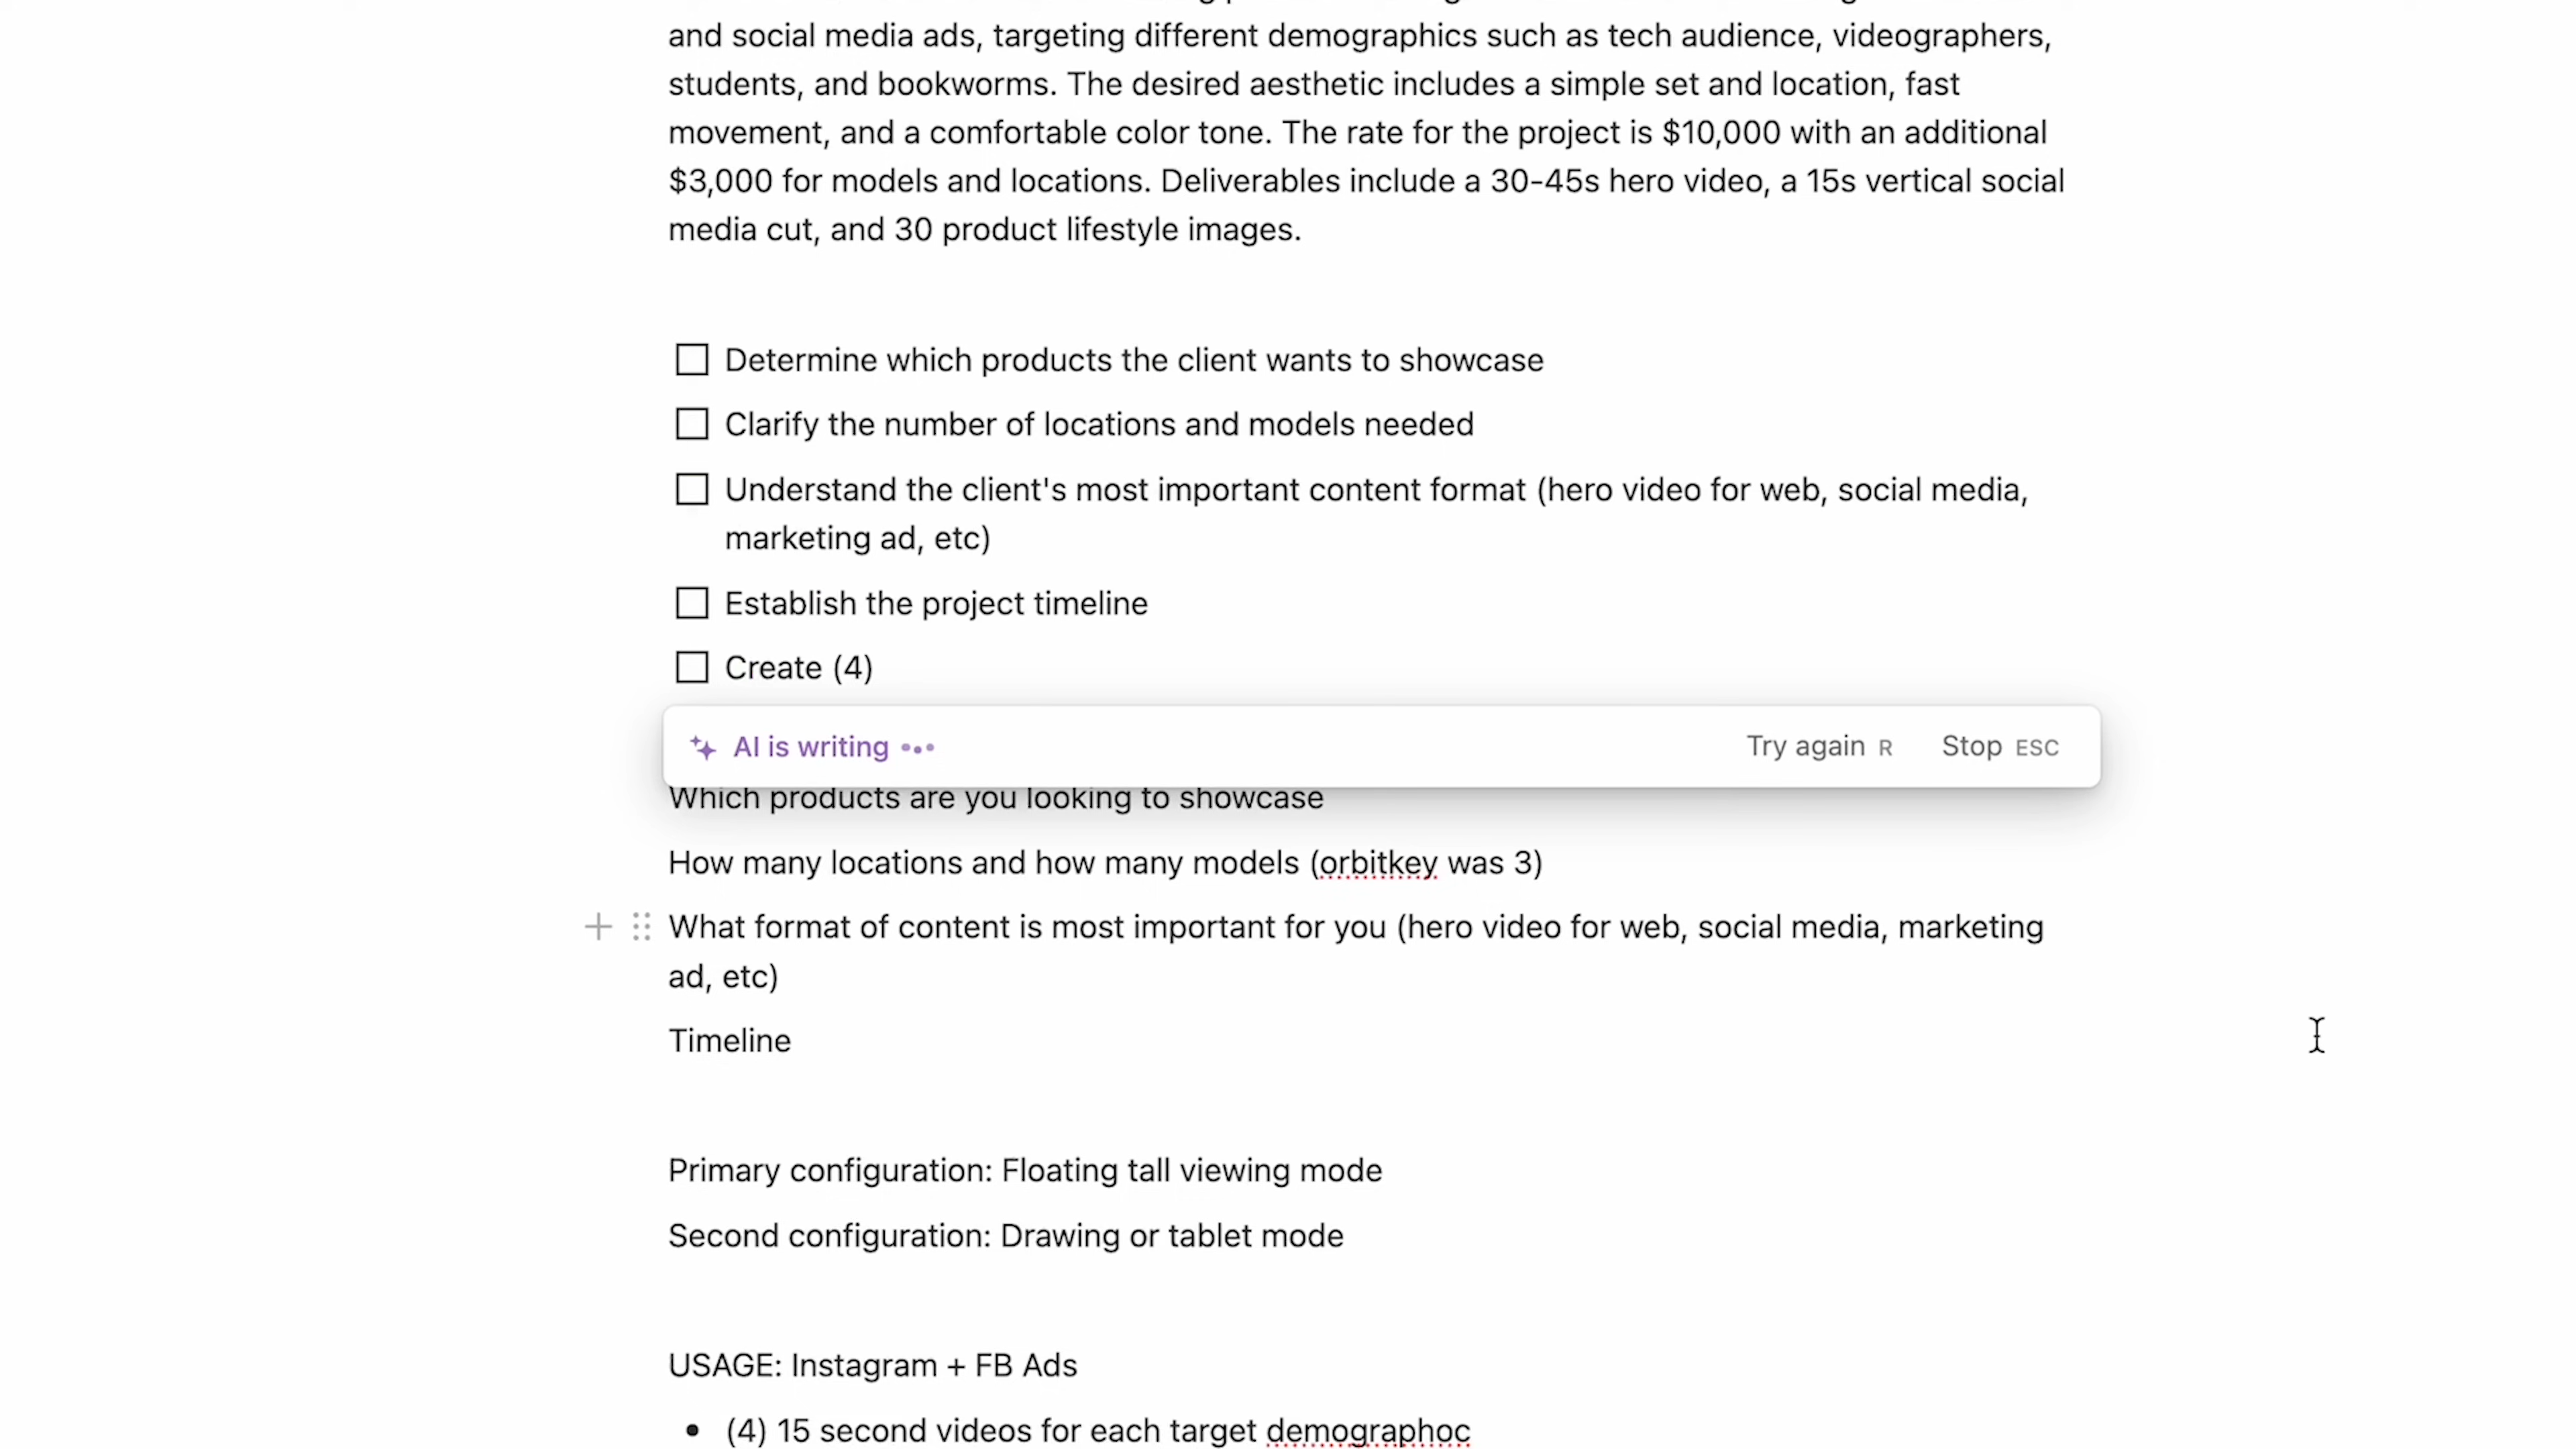 and social media ads, targeting different demographics such as tech audience, videographers,
students, and bookworms. The desired aesthetic includes a simple set and location, fast
movement, and a comfortable color tone. The rate for the project is $10,000 with an additional
$3,000 for models and locations. Deliverables include a 30-45s hero video, a 15s vertical social
media cut, and 30 product lifestyle images.
Determine which products the client wants to showcase
Clarify the number of locations and models needed
Understand the client's most important content format (hero video for web, social media,
marketing ad, etc)
Establish the project timeline
Create (4)
AI is writing Try again R Stop ESC
Which products are you looking to showcase
How many locations and how many models (orbitkey was 3)
What format of content is most important for you (hero video for web, social media, marketing
ad, etc)
Timeline
Primary configuration: Floating tall viewing mode
Second configuration: Drawing or tablet mode
USAGE: Instagram + FB Ads
• (4) 15 second videos for each target demographoc